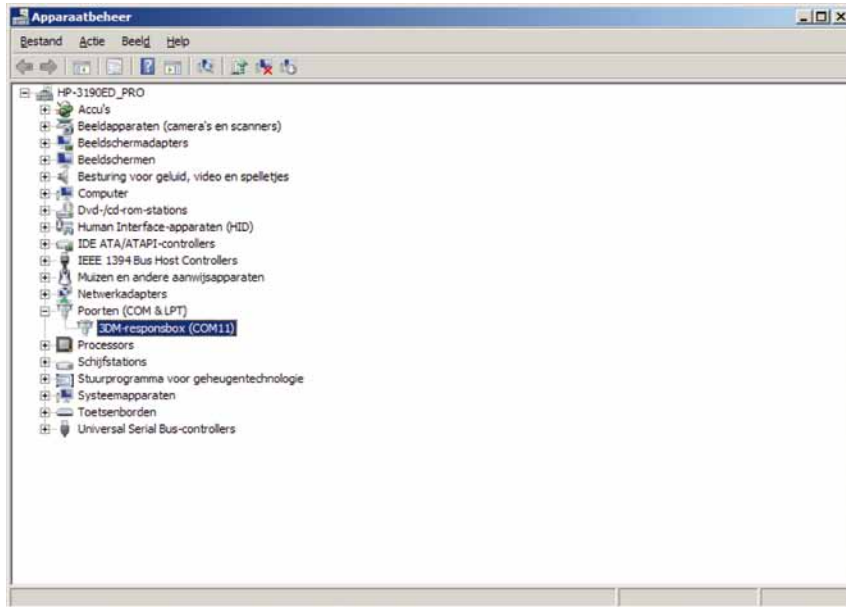 Apparaatbeheer
Bestand Actie Beeld Help
HP-3190ED_PRO
Accu's
Beeldapparaten (camera's en scanners)
Beeldschermadapters
Beeldschermen
Besturing voor geluid, video en spelletjes
Computer
Dvd-/cd-rom-stations
Human Interface-apparaten (HID)
IDE ATA/ATAPI-controllers
IEEE 1394 Bus Host Controllers
Muizen en andere aanwijsapparaten
Netwerkadapters
Poorten (COM & LPT)
3DM-responsbox (COM11)
Processors
Schijfstations
Stuurprogramma voor geheugentechnologie
Systeemapparaten
Toetsenborden
Universal Serial Bus-controllers